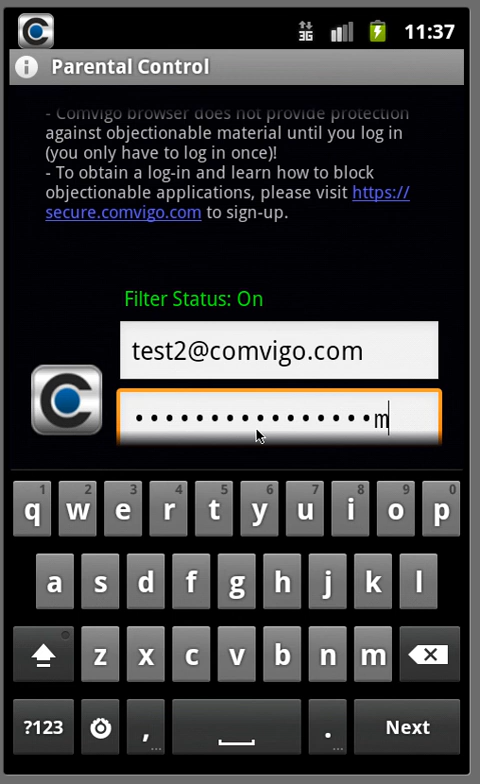 3G 11:37
Parental Control
- Comvigo browser does not provide protection
against objectionable material until you log in
(you only have to log in once)!
- To obtain a log-in and learn how to block
objectionable applications, please visit https://
secure.comvigo.com to sign-up.
Filter Status: On
test2@comvigo.com
••••••••••••••••m
1 2 3 4 5 6 7 8 9 0
q w e r t y u i o p
a s d f g h j k l
z x c v b n m
?123 , ... . ... Next